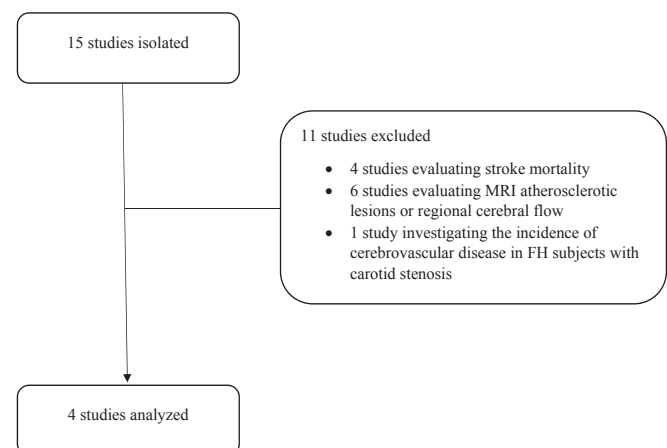 15 studies isolated
11 studies excluded
• 4 studies evaluating stroke mortality
• 6 studies evaluating MRI atherosclerotic
lesions or regional cerebral flow
• 1 study investigating the incidence of
cerebrovascular disease in FH subjects with
carotid stenosis
4 studies analyzed